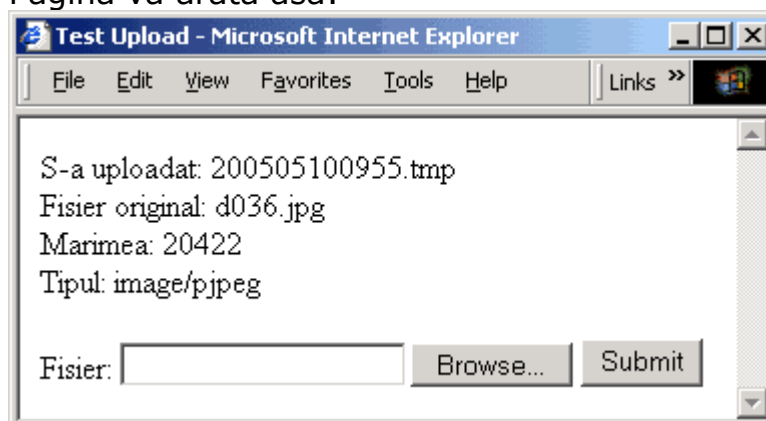 Pagina va arata asa:
Test Upload - Microsoft Internet Explorer
File Edit View Favorites Tools Help Links »
S-a uploadat: 200505100955.tmp
Fisier original: d036.jpg
Marimea: 20422
Tipul: image/pjpeg
Fisier: Browse... Submit